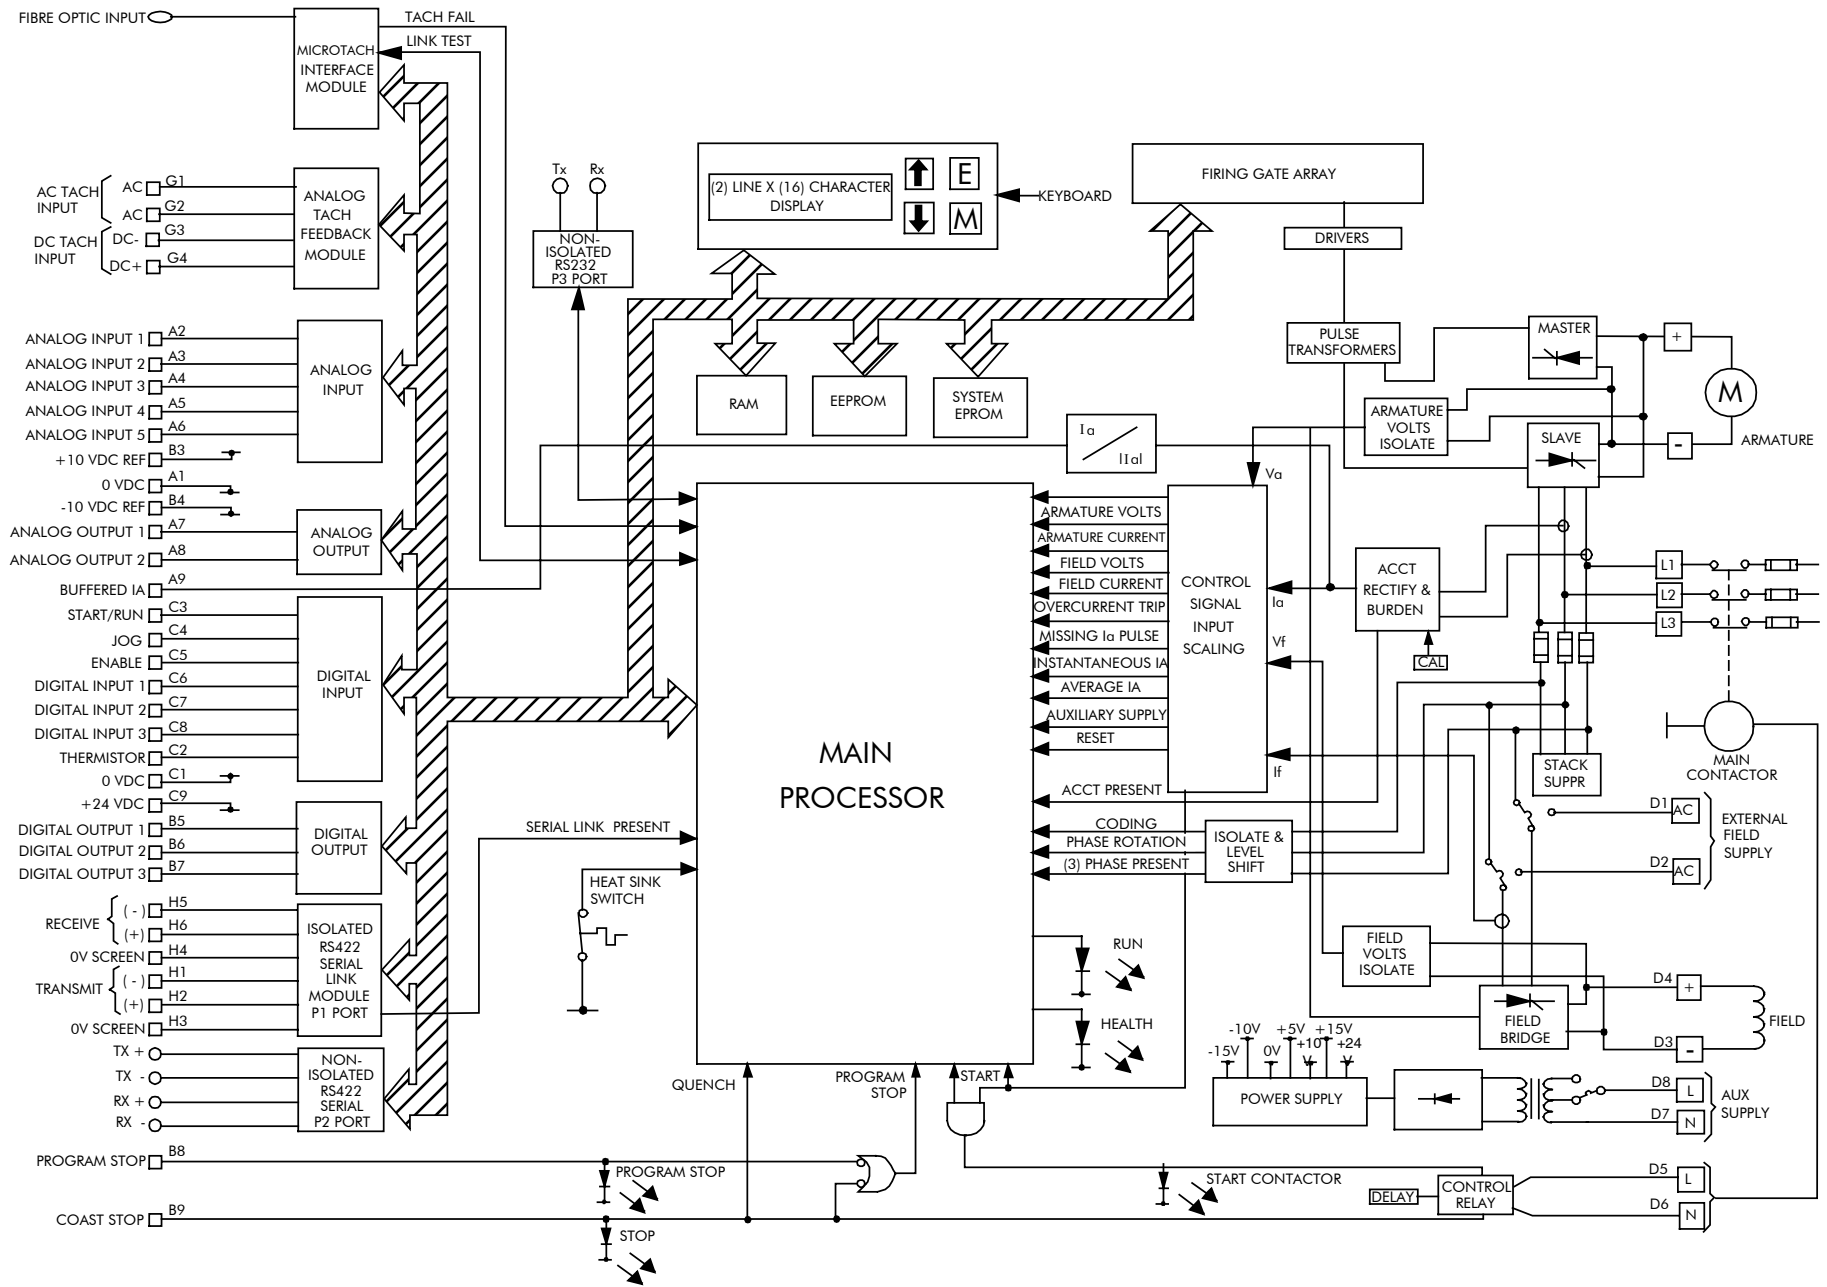 FIBRE OPTIC INPUT
MICROTACH
INTERFACE
MODULE
TACH FAIL
LINK TEST
AC TACH
INPUT
AC G1
AC G2
DC TACH
INPUT
DC- G3
DC+ G4
ANALOG
TACH
FEEDBACK
MODULE
ANALOG INPUT 1 A2
ANALOG INPUT 2 A3
ANALOG INPUT 3 A4
ANALOG INPUT 4 A5
ANALOG INPUT 5 A6
ANALOG
INPUT
+10 VDC REF B3
0 VDC A1
-10 VDC REF B4
ANALOG OUTPUT 1 A7
ANALOG OUTPUT 2 A8
ANALOG
OUTPUT
BUFFERED IA A9
START/RUN C3
JOG C4
ENABLE C5
DIGITAL INPUT 1 C6
DIGITAL INPUT 2 C7
DIGITAL INPUT 3 C8
THERMISTOR C2
DIGITAL
INPUT
0 VDC C1
+24 VDC C9
DIGITAL OUTPUT 1 B5
DIGITAL OUTPUT 2 B6
DIGITAL OUTPUT 3 B7
DIGITAL
OUTPUT
RECEIVE
(-) H5
(+) H6
0V SCREEN H4
TRANSMIT
(-) H1
(+) H2
0V SCREEN H3
ISOLATED
RS422
SERIAL
LINK
MODULE
P1 PORT
TX +
TX -
RX +
RX -
NON-
ISOLATED
RS422
SERIAL
P2 PORT
PROGRAM STOP B8
COAST STOP B9
Tx Rx
NON-
ISOLATED
RS232
P3 PORT
(2) LINE X (16) CHARACTER
DISPLAY
E
M
KEYBOARD
FIRING GATE ARRAY
DRIVERS
PULSE
TRANSFORMERS
RAM
EEPROM
SYSTEM
EPROM
Ia
IIaI
MAIN
PROCESSOR
SERIAL LINK PRESENT
HEAT SINK
SWITCH
QUENCH
PROGRAM
STOP
START
PROGRAM STOP
STOP
START CONTACTOR
RUN
HEALTH
ARMATURE VOLTS
ARMATURE CURRENT
FIELD VOLTS
FIELD CURRENT
OVERCURRENT TRIP
MISSING Ia PULSE
INSTANTANEOUS IA
AVERAGE IA
AUXILIARY SUPPLY
RESET
ACCT PRESENT
CODING
PHASE ROTATION
(3) PHASE PRESENT
CONTROL
SIGNAL
INPUT
SCALING
Va
Ia
Vf
If
ISOLATE &
LEVEL
SHIFT
ACCT
RECTIFY &
BURDEN
CAL
MASTER
ARMATURE
VOLTS
ISOLATE
SLAVE
+
M
-
ARMATURE
L1
L2
L3
MAIN
CONTACTOR
STACK
SUPPR
D1 AC
D2 AC
EXTERNAL
FIELD
SUPPLY
FIELD
VOLTS
ISOLATE
FIELD
BRIDGE
D4 +
D3 -
FIELD
-15V
-10V
0V
+5V
+10
V
+15V
+24
V
POWER SUPPLY
D8 L
D7 N
AUX
SUPPLY
DELAY
CONTROL
RELAY
D5 L
D6 N